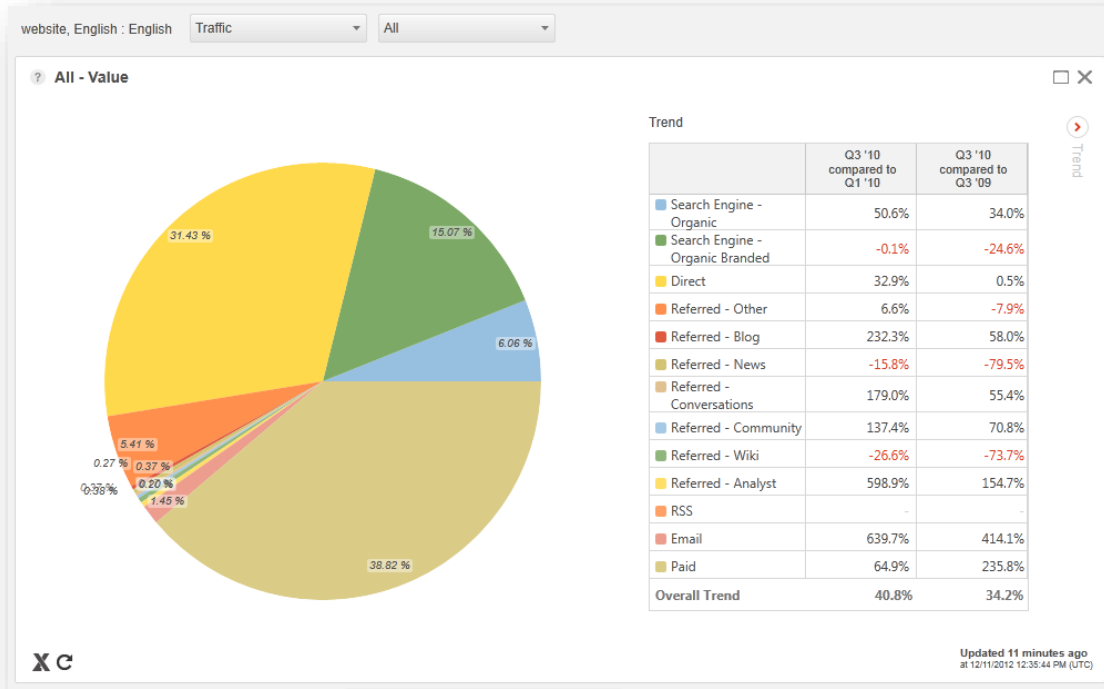 website, English : English
Traffic
All
? All - Value
Trend
Q3 '10 compared to Q1 '10
Q3 '10 compared to Q3 '09
Search Engine - Organic 50.6% 34.0%
Search Engine - Organic Branded -0.1% -24.6%
Direct 32.9% 0.5%
Referred - Other 6.6% -7.9%
Referred - Blog 232.3% 58.0%
Referred - News -15.8% -79.5%
Referred - Conversations 179.0% 55.4%
Referred - Community 137.4% 70.8%
Referred - Wiki -26.6% -73.7%
Referred - Analyst 598.9% 154.7%
RSS - -
Email 639.7% 414.1%
Paid 64.9% 235.8%
Overall Trend 40.8% 34.2%
Trend
31.43 %
15.07 %
6.06 %
5.41 %
0.27 %
0.37 %
0.20 %
0.38 %
1.45 %
38.82 %
Updated 11 minutes ago
at 12/11/2012 12:35:44 PM (UTC)